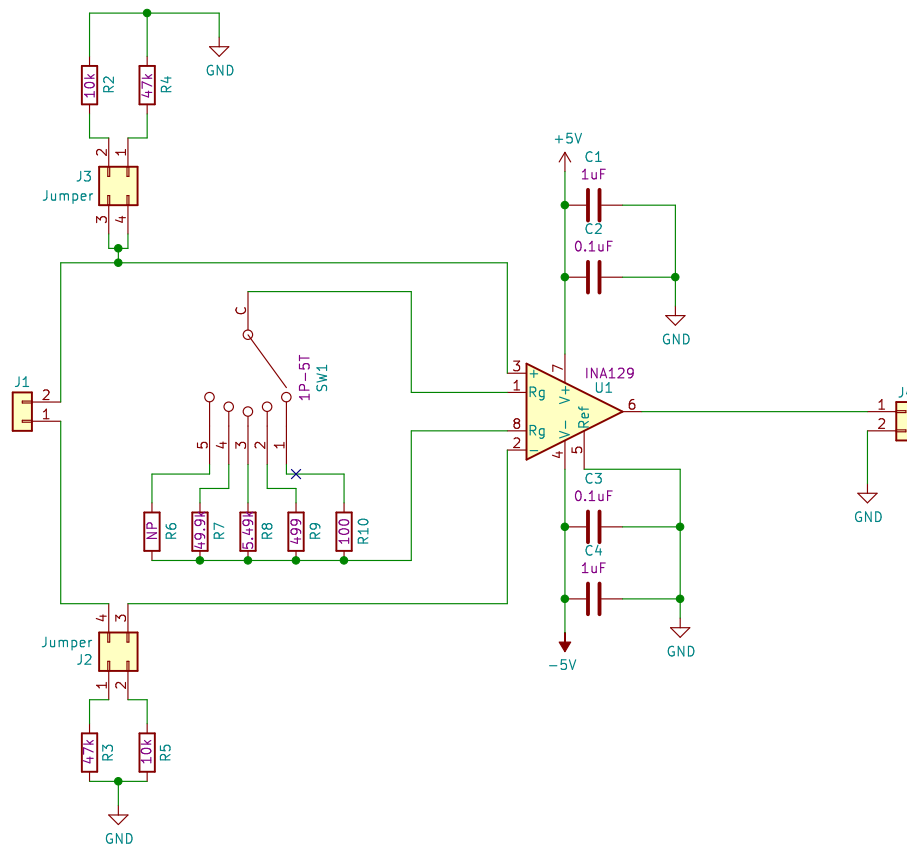 GND
10k
R2
47k
R4
2
1
J3
Jumper
3
4
+5V
C1
1uF
C2
0.1uF
GND
C
1P-5T
SW1
J1
2
1
5
4
3
2
1
3
+
1
Rg
8
Rg
2
-
7
V+
INA129
U1
Ref
V-
4
5
6
1
2
GND
NP
R6
49.9k
R7
5.49k
R8
499
R9
100
R10
C3
0.1uF
C4
1uF
-5V
GND
4
3
Jumper
J2
1
2
47k
R3
10k
R5
GND